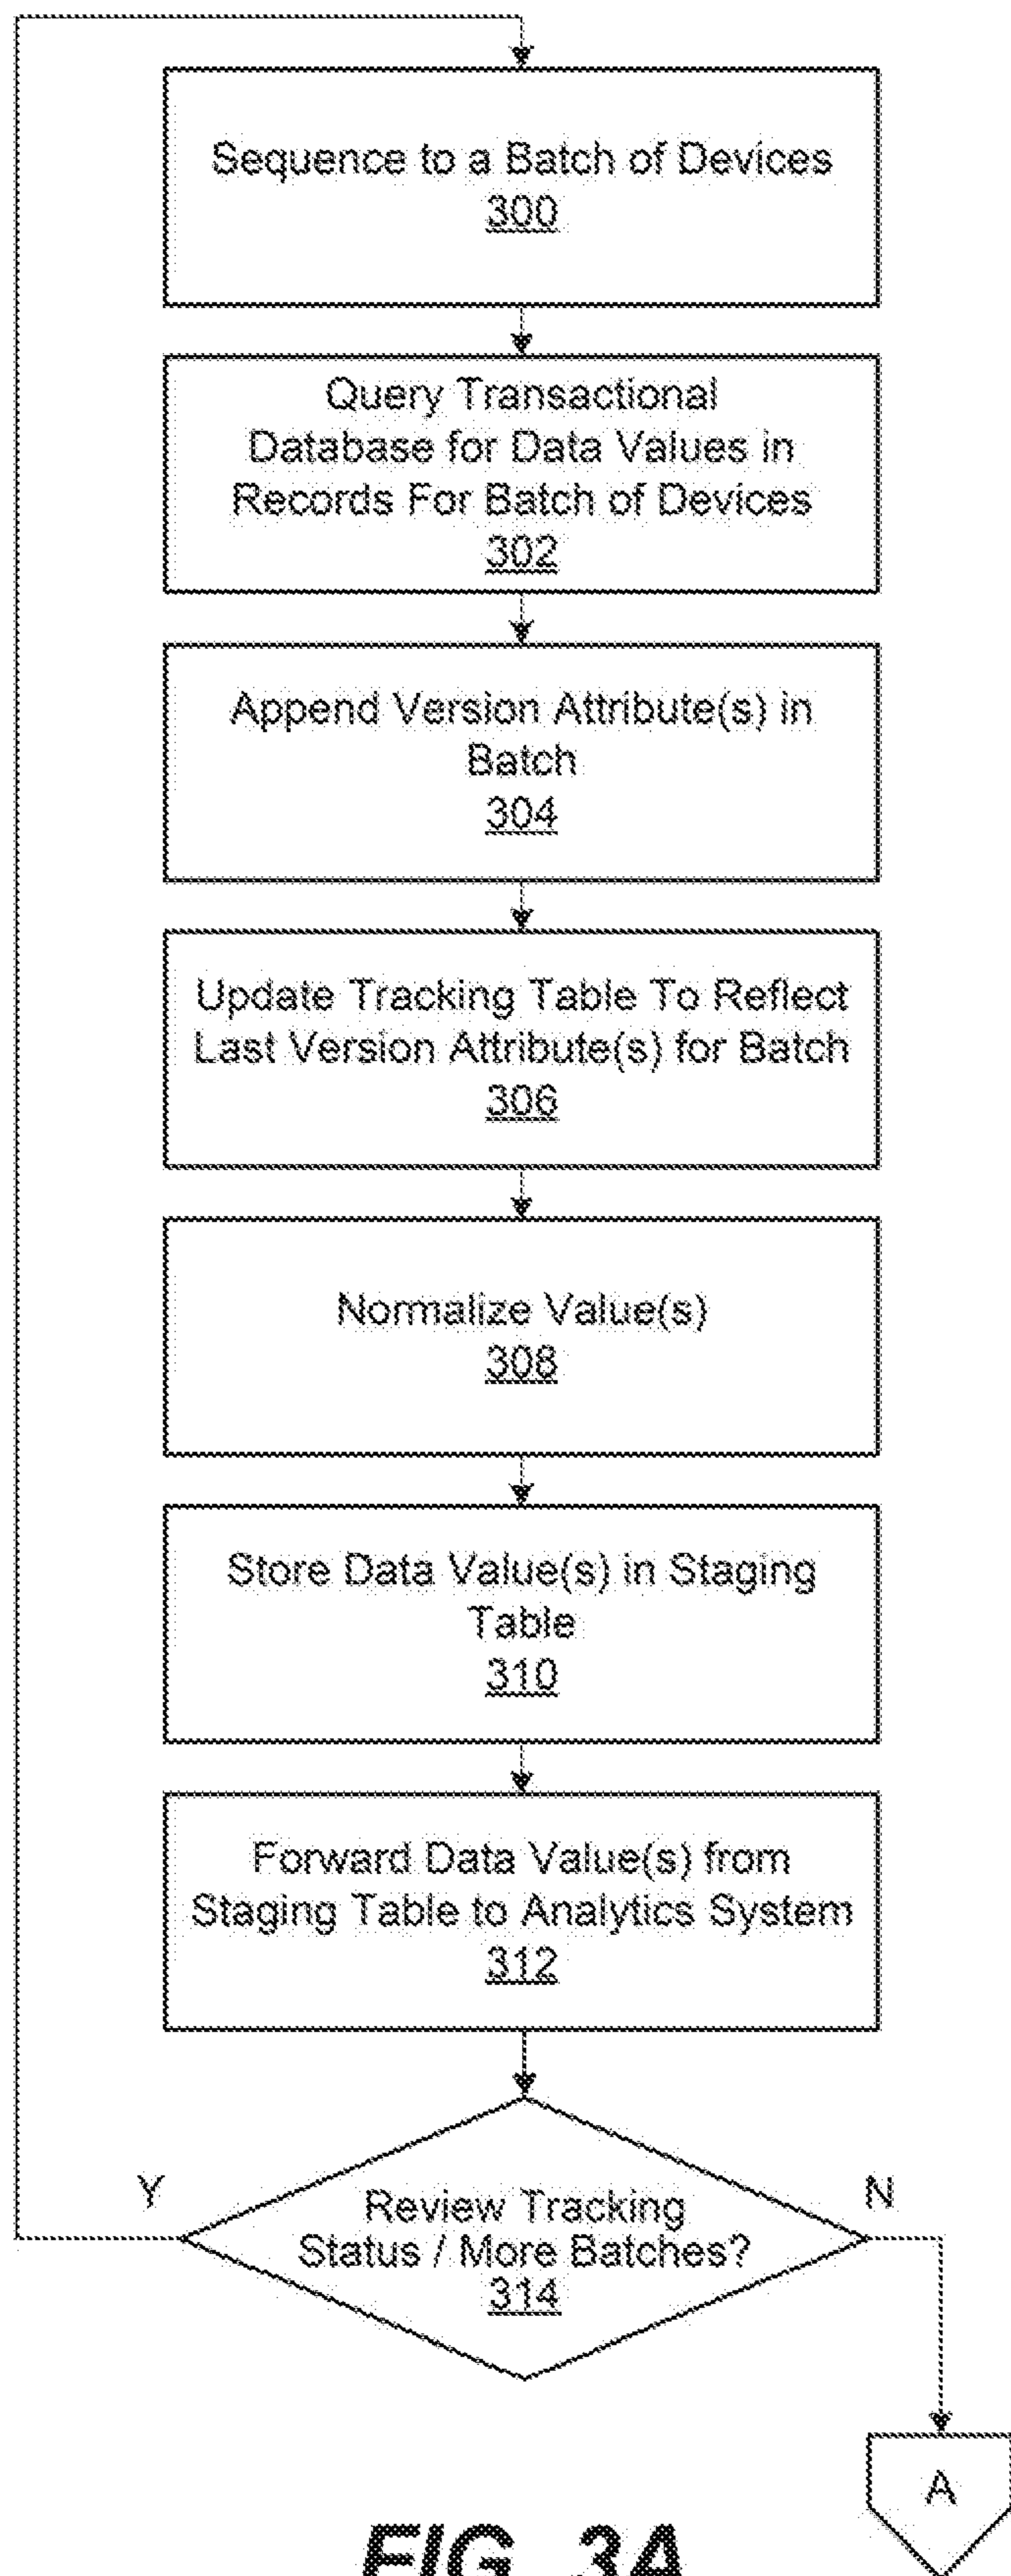 Sequence to a Batch of Devices
300
Query Transactional
Database for Data Values in
Records For Batch of Devices
302
Append Version Attribute(s) in
Batch
304
Update Tracking Table To Reflect
Last Version Attribute(s) for Batch
306
Normalize Value(s)
308
Store Data Value(s) in Staging
Table
310
Forward Data Value(s) from
Staging Table to Analytics System
312
Y
N
Review Tracking
Status / More Batches?
314
A
FIG. 3A